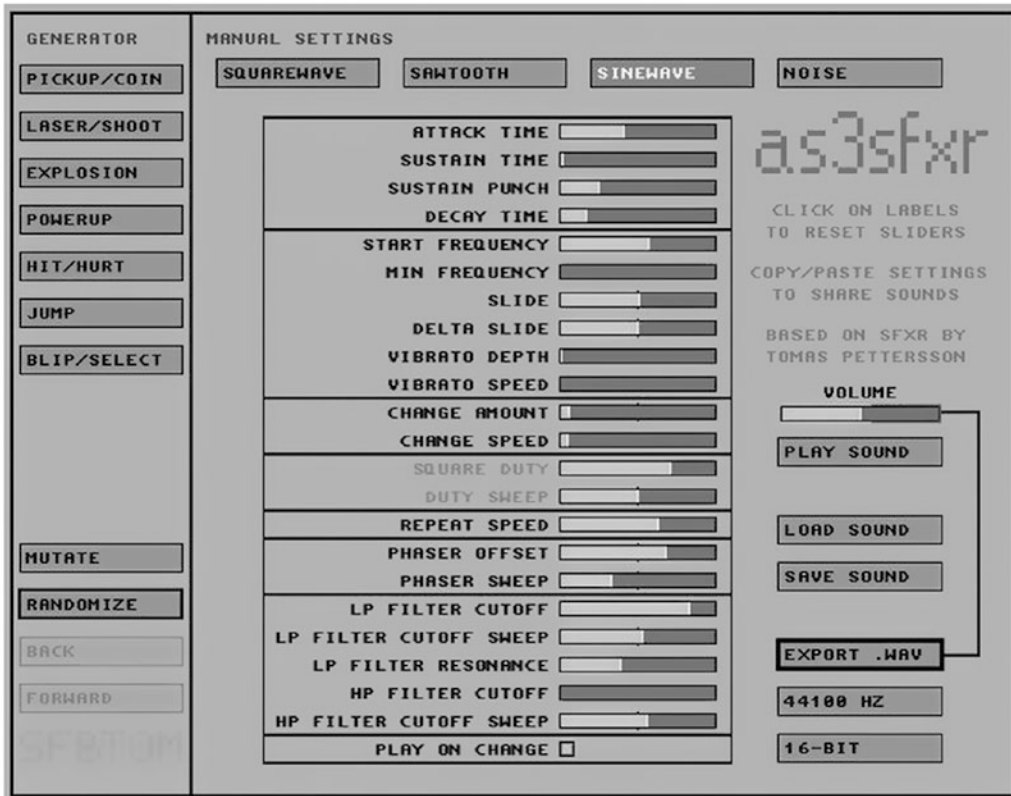 GENERATOR
PICKUP/COIN
LASER/SHOOT
EXPLOSION
POWERUP
HIT/HURT
JUMP
BLIP/SELECT
MUTATE
RANDOMIZE
BACK
FORWARD
SFBTOM
MANUAL SETTINGS
SQUAREWAVE
SAWTOOTH
SINEWAVE
NOISE
ATTACK TIME
SUSTAIN TIME
SUSTAIN PUNCH
DECAY TIME
START FREQUENCY
MIN FREQUENCY
SLIDE
DELTA SLIDE
VIBRATO DEPTH
VIBRATO SPEED
CHANGE AMOUNT
CHANGE SPEED
SQUARE DUTY
DUTY SWEEP
REPEAT SPEED
PHASER OFFSET
PHASER SWEEP
LP FILTER CUTOFF
LP FILTER CUTOFF SWEEP
LP FILTER RESONANCE
HP FILTER CUTOFF
HP FILTER CUTOFF SWEEP
PLAY ON CHANGE
as3sfxr
CLICK ON LABELS
TO RESET SLIDERS
COPY/PASTE SETTINGS
TO SHARE SOUNDS
BASED ON SFXR BY
TOMAS PETTERSSON
VOLUME
PLAY SOUND
LOAD SOUND
SAVE SOUND
EXPORT .WAV
44100 HZ
16-BIT